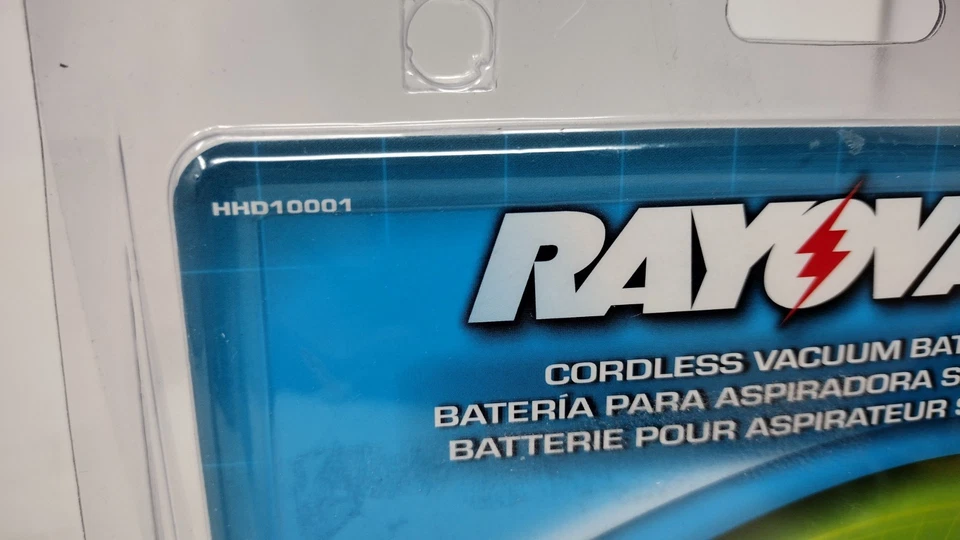 HHD10001
RAYOVA
CORDLESS VACUUM BAT
BATERÍA PARA ASPIRADORA S
BATTERIE POUR ASPIRATEUR S